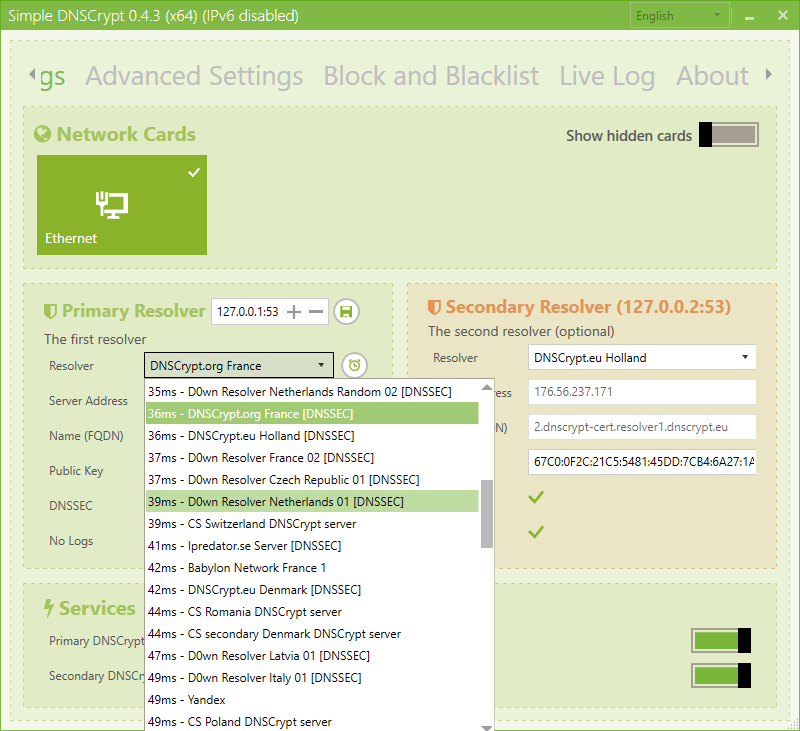 Simple DNSCrypt 0.4.3 (x64) (IPv6 disabled)
English
gs
Advanced Settings
Block and Blacklist
Live Log
About
Network Cards
Show hidden cards
Ethernet
Primary Resolver
127.0.0.1:53
The first resolver
Resolver
DNSCrypt.org France
Server Address
Name (FQDN)
Public Key
DNSSEC
No Logs
35ms - D0wn Resolver Netherlands Random 02 [DNSSEC]
36ms - DNSCrypt.org France [DNSSEC]
36ms - DNSCrypt.eu Holland [DNSSEC]
37ms - D0wn Resolver France 02 [DNSSEC]
37ms - D0wn Resolver Czech Republic 01 [DNSSEC]
39ms - D0wn Resolver Netherlands 01 [DNSSEC]
39ms - CS Switzerland DNSCrypt server
41ms - Ipredator.se Server [DNSSEC]
42ms - Babylon Network France 1
42ms - DNSCrypt.eu Denmark [DNSSEC]
44ms - CS Romania DNSCrypt server
44ms - CS secondary Denmark DNSCrypt server
47ms - D0wn Resolver Latvia 01 [DNSSEC]
49ms - D0wn Resolver Italy 01 [DNSSEC]
49ms - Yandex
49ms - CS Poland DNSCrypt server
Secondary Resolver (127.0.0.2:53)
The second resolver (optional)
Resolver
DNSCrypt.eu Holland
ess
176.56.237.171
N)
2.dnscrypt-cert.resolver1.dnscrypt.eu
67C0:0F2C:21C5:5481:45DD:7CB4:6A27:1A
Services
Primary DNSCrypt
Secondary DNSCr